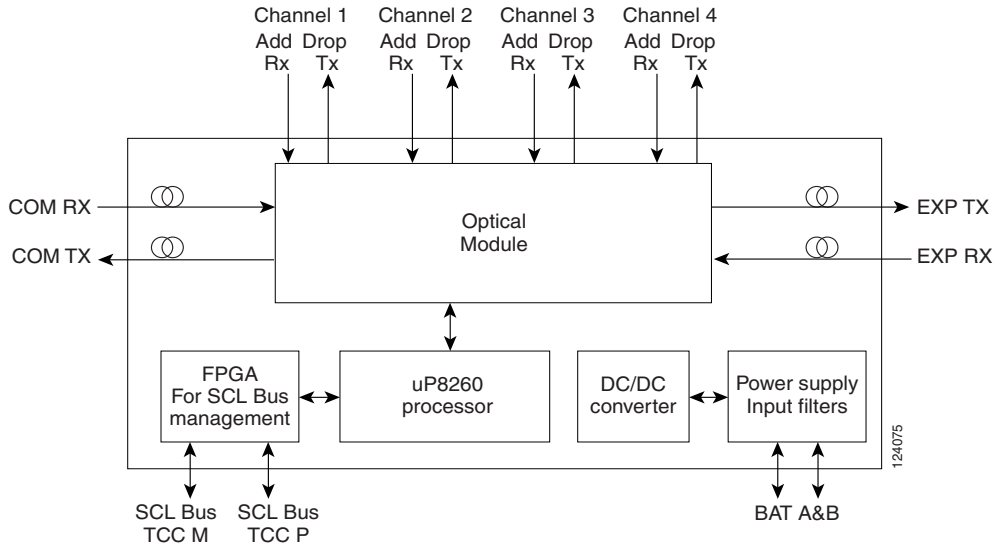 Channel 1 Channel 2 Channel 3 Channel 4
Add Drop Add Drop Add Drop Add Drop
Rx Tx Rx Tx Rx Tx Rx Tx
COM RX
COM TX
Optical
Module
EXP TX
EXP RX
FPGA
For SCL Bus
management
uP8260
processor
DC/DC
converter
Power supply
Input filters
124075
SCL Bus
TCC M
SCL Bus
TCC P
BAT A&B